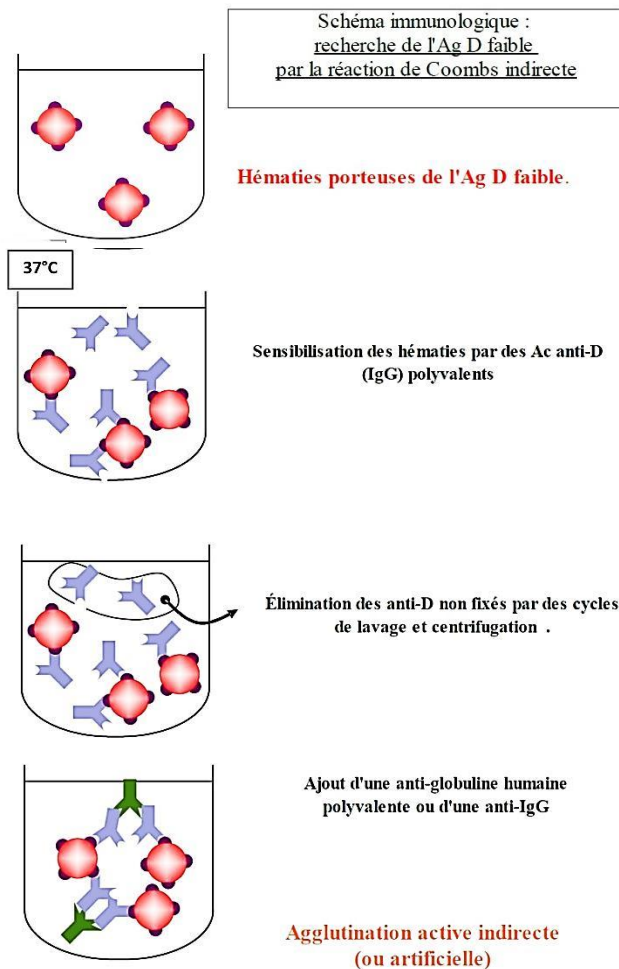 Schéma immunologique :
recherche de l'Ag D faible
par la réaction de Coombs indirecte
Hématies porteuses de l'Ag D faible.
37°C
Sensibilisation des hématies par des Ac anti-D
(IgG) polyvalents
Élimination des anti-D non fixés par des cycles
de lavage et centrifugation .
Ajout d'une anti-globuline humaine
polyvalente ou d'une anti-IgG
Agglutination active indirecte
(ou artificielle)